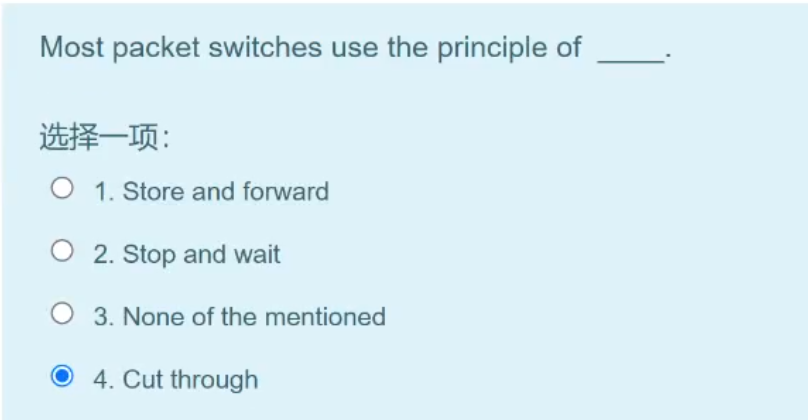 Most packet switches use the principle of ____.
选择一项：
1. Store and forward
2. Stop and wait
3. None of the mentioned
4. Cut through